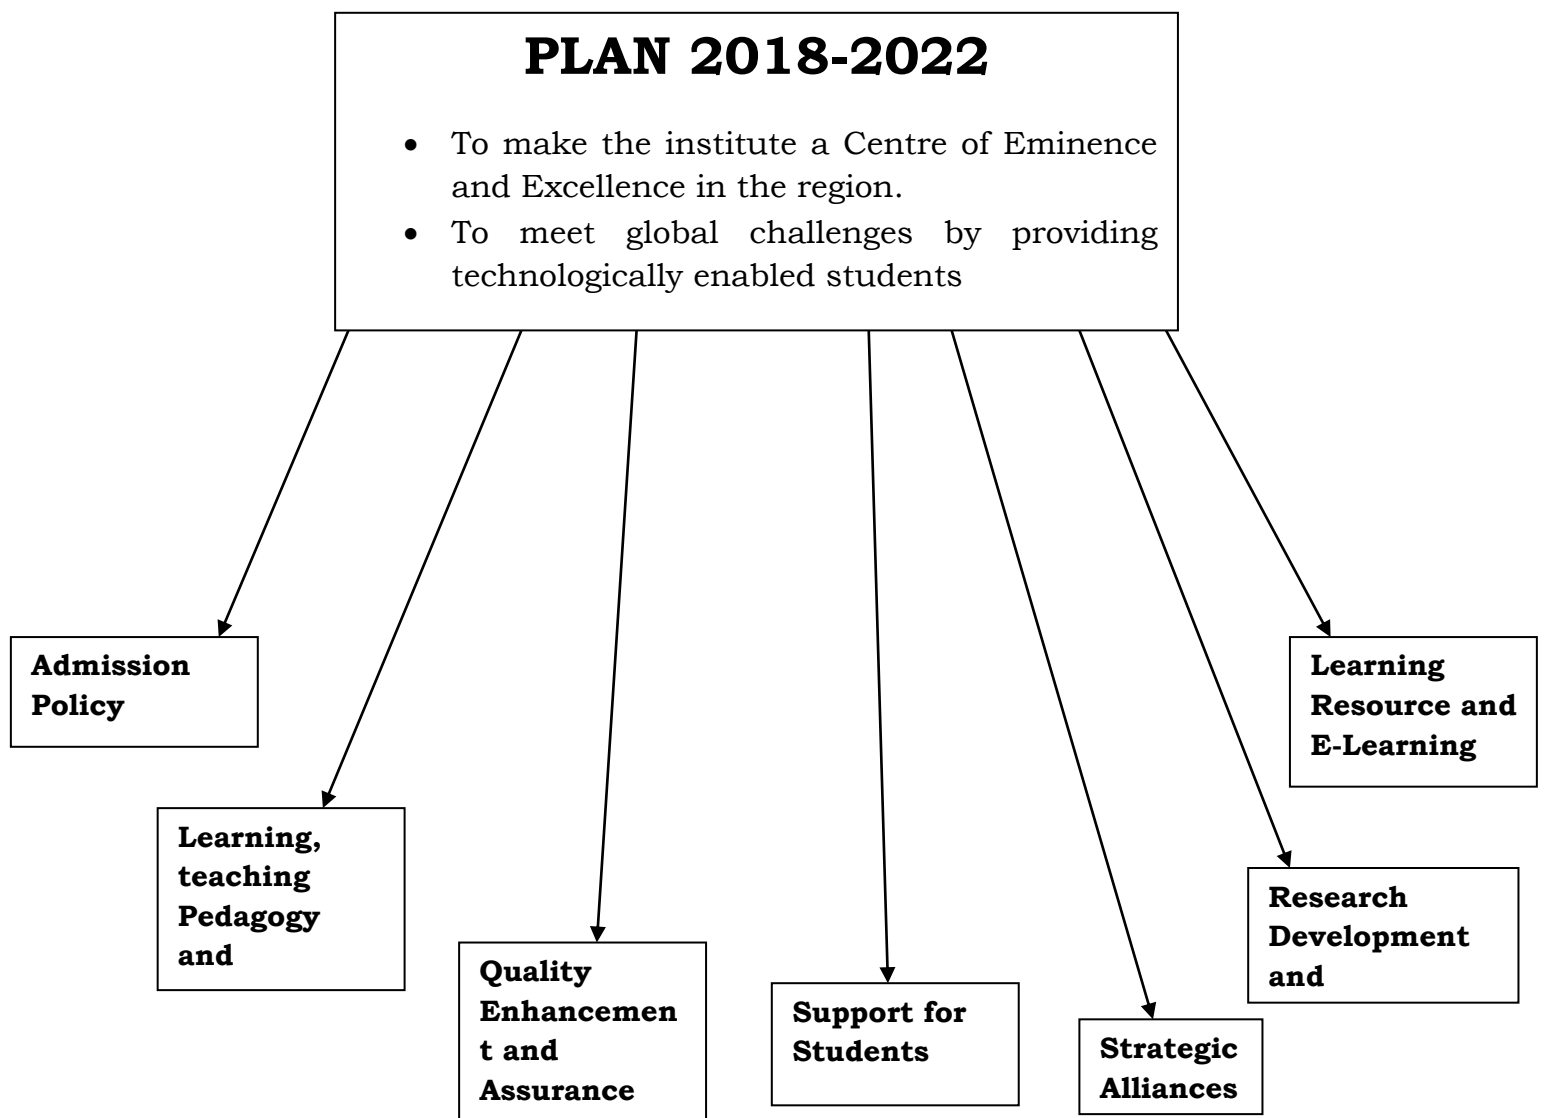 PLAN 2018-2022
• To make the institute a Centre of Eminence
and Excellence in the region.
• To meet global challenges by providing
technologically enabled students
Admission
Policy
Learning,
teaching
Pedagogy
and
Quality
Enhancemen
t and
Assurance
Support for
Students
Strategic
Alliances
Research
Development
and
Learning
Resource and
E-Learning